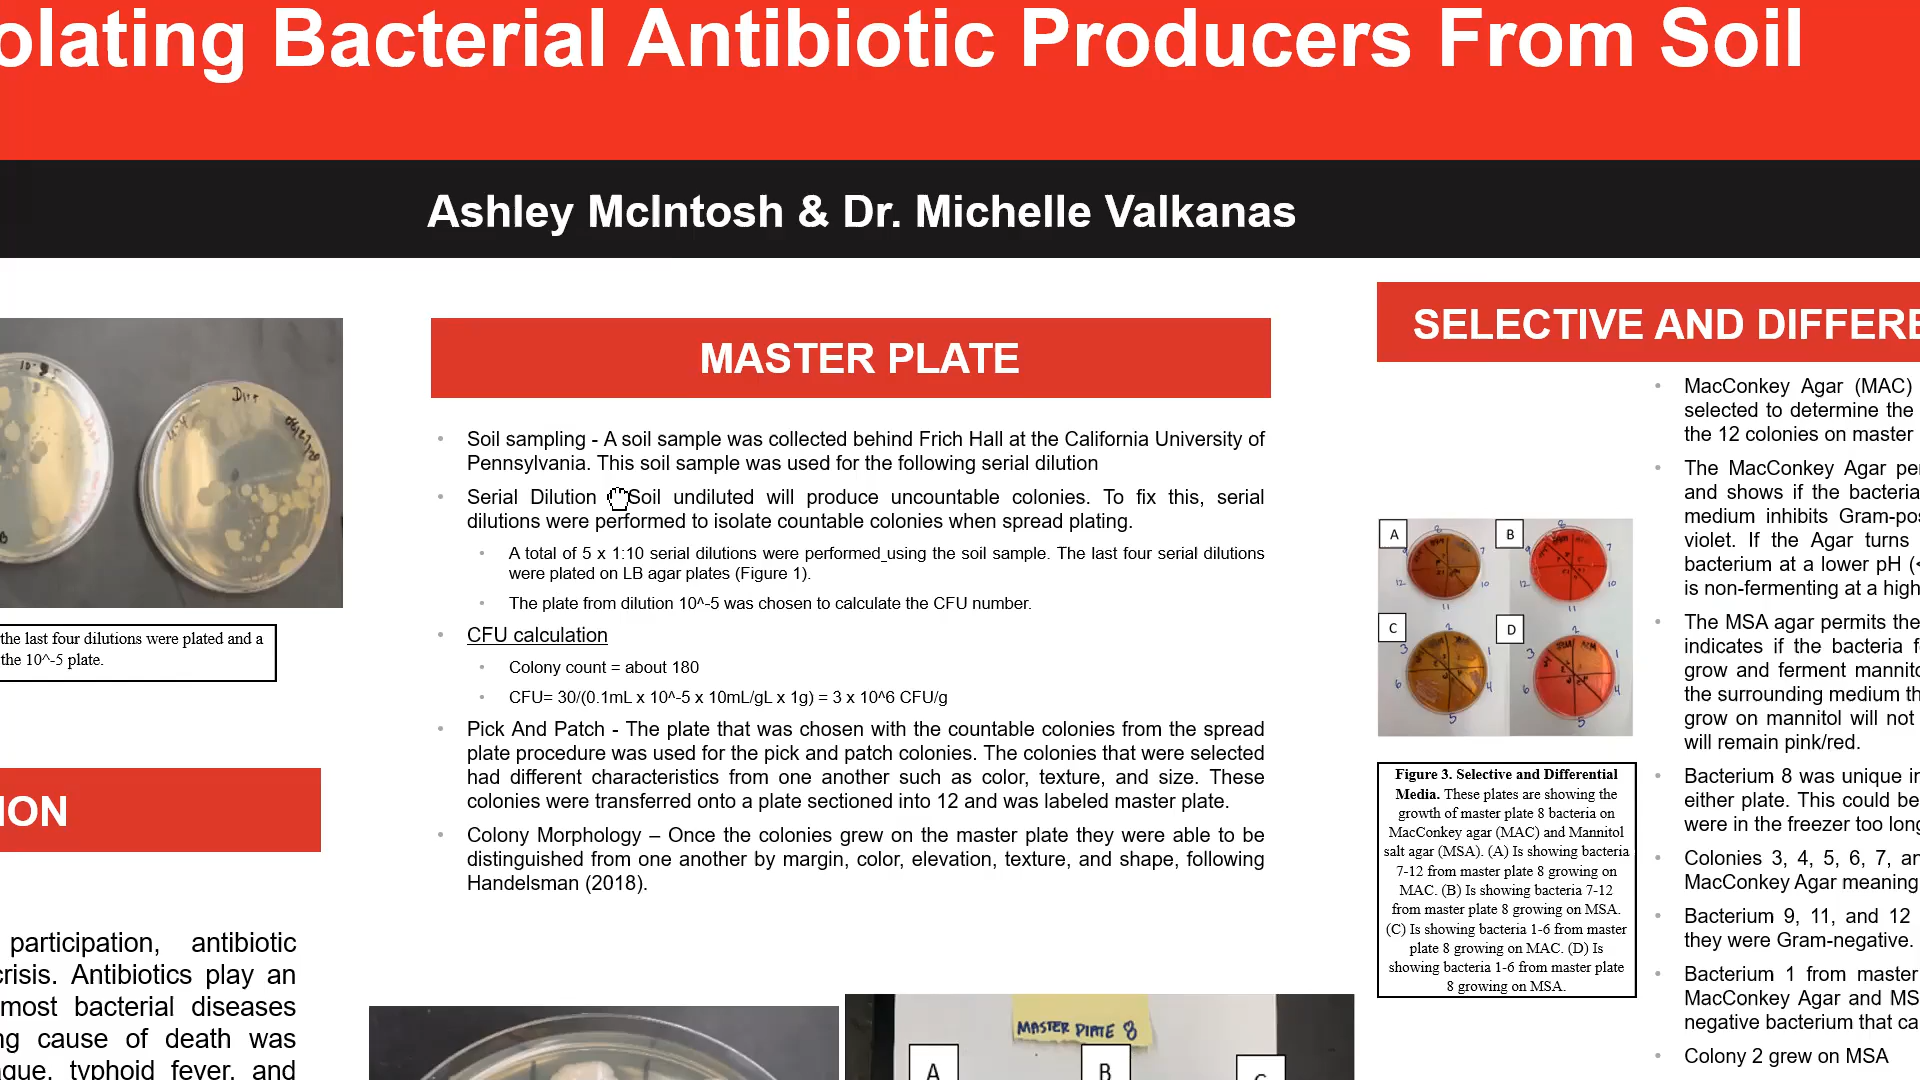 olating Bacterial Antibiotic Producers From Soil
Ashley McIntosh & Dr. Michelle Valkanas
the last four dilutions were plated and a
the 10^-5 plate.
ION
participation, antibiotic
crisis. Antibiotics play an
most bacterial diseases
ng cause of death was
ague, typhoid fever, and
MASTER PLATE
• Soil sampling - A soil sample was collected behind Frich Hall at the California University of
Pennsylvania. This soil sample was used for the following serial dilution
• Serial Dilution Soil undiluted will produce uncountable colonies. To fix this, serial
dilutions were performed to isolate countable colonies when spread plating.
• A total of 5 x 1:10 serial dilutions were performed_using the soil sample. The last four serial dilutions
were plated on LB agar plates (Figure 1).
• The plate from dilution 10^-5 was chosen to calculate the CFU number.
• CFU calculation
• Colony count = about 180
• CFU= 30/(0.1mL x 10^-5 x 10mL/gL x 1g) = 3 x 10^6 CFU/g
• Pick And Patch - The plate that was chosen with the countable colonies from the spread
plate procedure was used for the pick and patch colonies. The colonies that were selected
had different characteristics from one another such as color, texture, and size. These
colonies were transferred onto a plate sectioned into 12 and was labeled master plate.
• Colony Morphology – Once the colonies grew on the master plate they were able to be
distinguished from one another by margin, color, elevation, texture, and shape, following
Handelsman (2018).
MASTER PLATE 8
A
B
C
SELECTIVE AND DIFFERE
A
B
C
D
Figure 3. Selective and Differential
Media. These plates are showing the
growth of master plate 8 bacteria on
MacConkey agar (MAC) and Mannitol
salt agar (MSA). (A) Is showing bacteria
7-12 from master plate 8 growing on
MAC. (B) Is showing bacteria 7-12
from master plate 8 growing on MSA.
(C) Is showing bacteria 1-6 from master
plate 8 growing on MAC. (D) Is
showing bacteria 1-6 from master plate
8 growing on MSA.
• MacConkey Agar (MAC)
selected to determine the
the 12 colonies on master
• The MacConkey Agar pe
and shows if the bacteria
medium inhibits Gram-pos
violet. If the Agar turns
bacterium at a lower pH (<
is non-fermenting at a high
• The MSA agar permits the
indicates if the bacteria f
grow and ferment mannito
the surrounding medium th
grow on mannitol will not
will remain pink/red.
• Bacterium 8 was unique in
either plate. This could be
were in the freezer too long
• Colonies 3, 4, 5, 6, 7, an
MacConkey Agar meaning
• Bacterium 9, 11, and 12
they were Gram-negative.
• Bacterium 1 from master
MacConkey Agar and MS
negative bacterium that ca
• Colony 2 grew on MSA